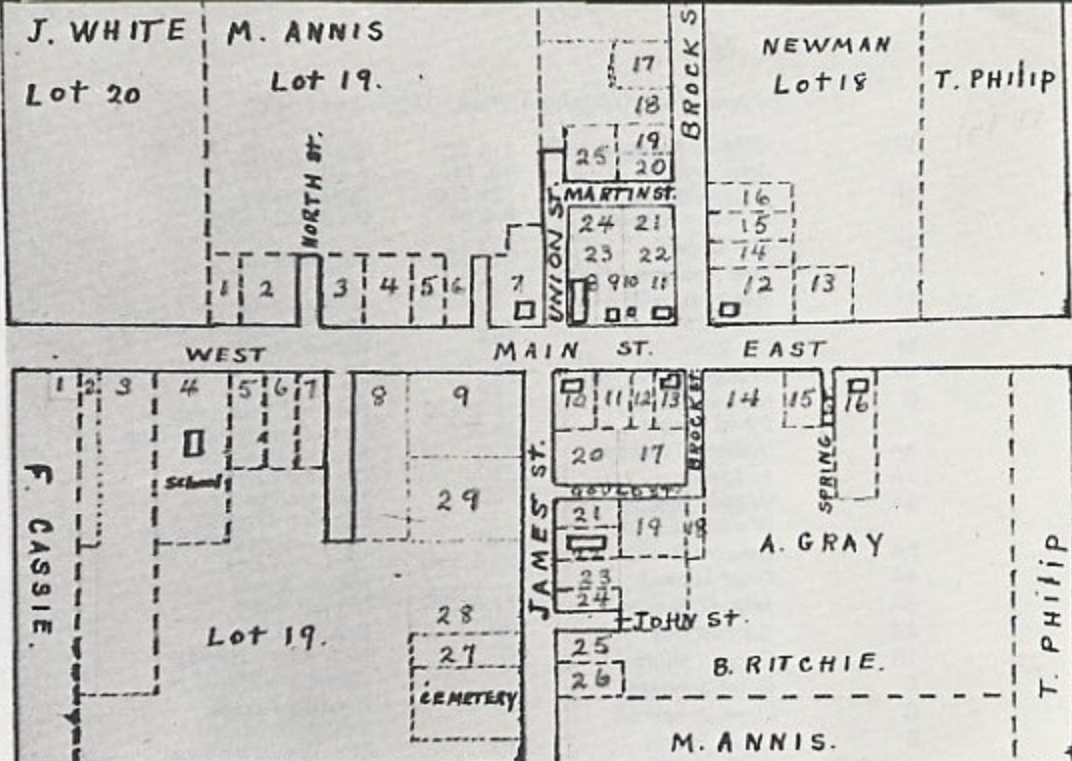 J. WHITE
Lot 20
M. ANNIS
Lot 19.
NORTH St.
1 2 3 4 5 6 7
UNION ST.
17
18
19
20
25
MARTIN ST.
24 21
23 22
8 9 10 11
BROCK S
NEWMAN
Lot 18
T. PHILIP
16
15
14
12 13
WEST MAIN ST. EAST
F. CASSIE.
1 2 3 4 5 6 7 8 9
School
29
28
27
CEMETERY
Lot 19.
JAMES ST.
10 11 12 13
20 17
BROCK ST.
GOULD ST.
21 19 18
22
23
24
JOHN ST.
25
26
14 15 16
SPRING
A. GRAY
B. RITCHIE.
M. ANNIS.
T. PHILIP